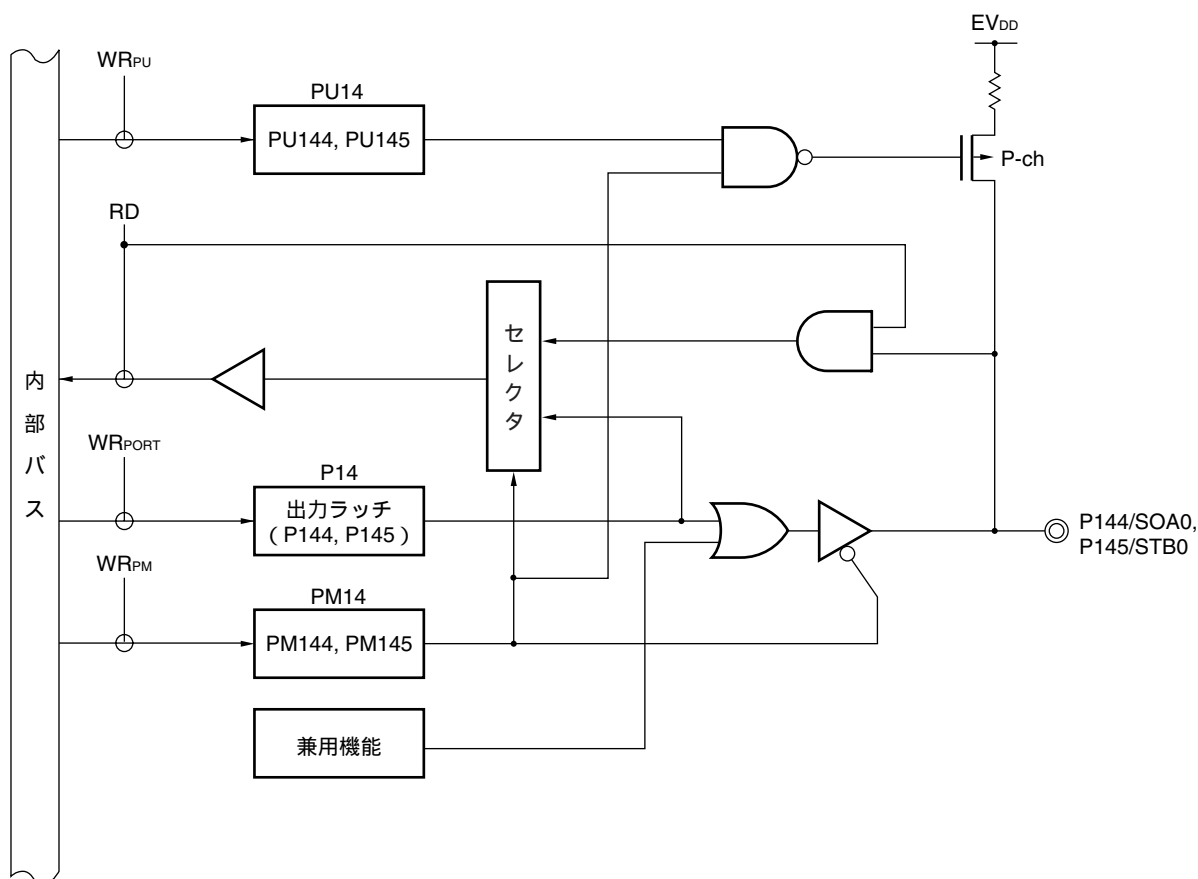 EVDD
WRPU
PU14
PU144, PU145
P-ch
RD
セレクタ
内部バス
WRPORT
P14
出力ラッチ
(P144, P145)
P144/SOA0,
P145/STB0
WRPM
PM14
PM144, PM145
兼用機能